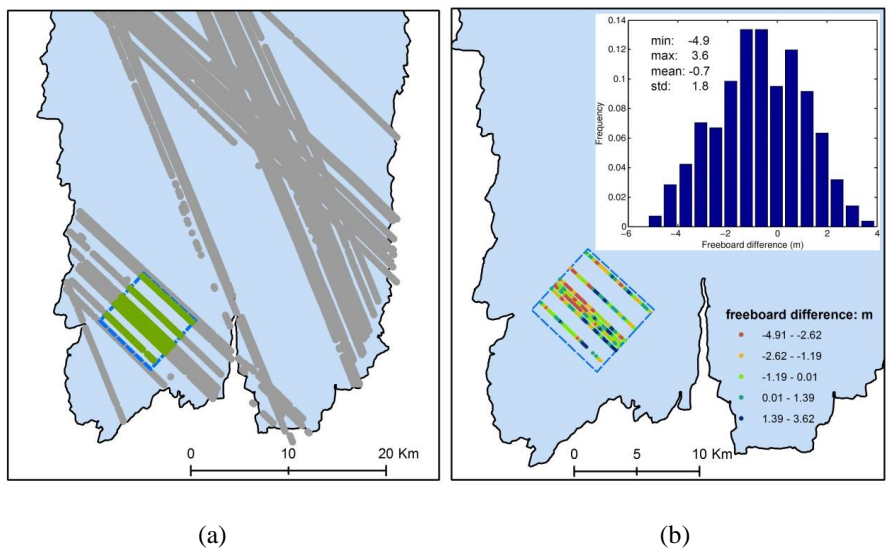 0 10 20 Km
(a)
min: -4.9
max: 3.6
mean: -0.7
std: 1.8
0.14
0.12
0.1
0.08
0.06
0.04
0.02
0
Frequency
−6 −4 −2 0 2 4
Freeboard difference (m)
freeboard difference: m
-4.91 - -2.62
-2.62 - -1.19
-1.19 - 0.01
0.01 - 1.39
1.39 - 3.62
0 5 10 Km
(b)